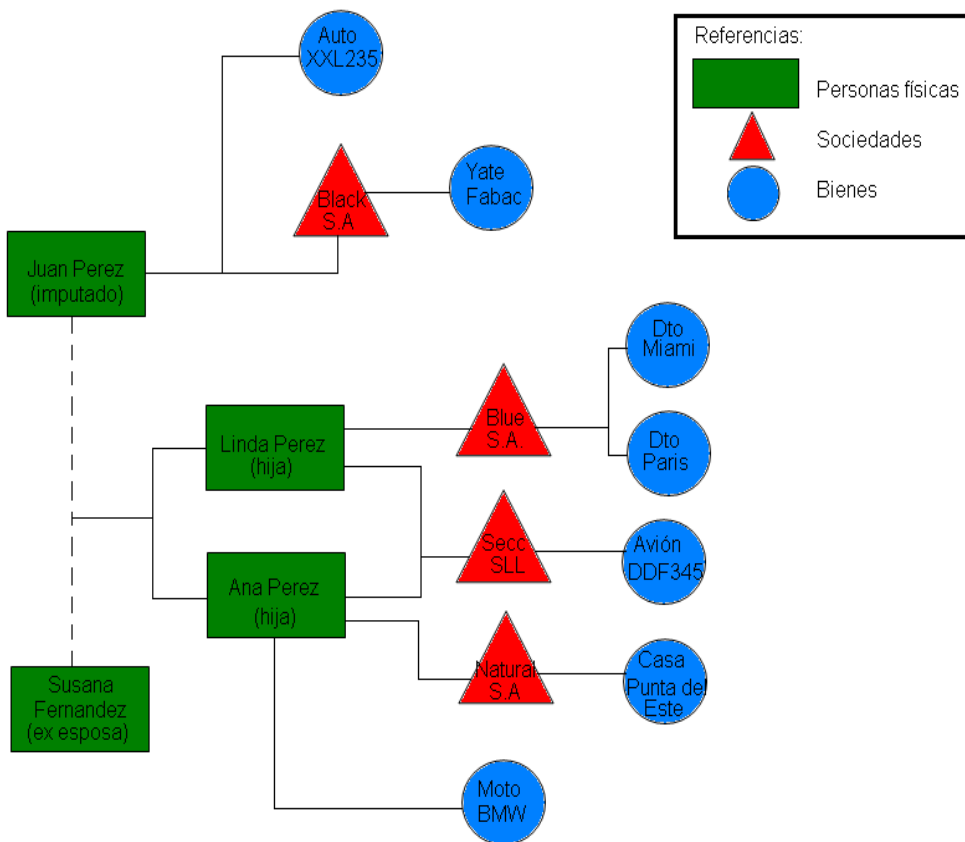 Auto
XXL235
Referencias:
Personas físicas
Sociedades
Bienes
Black
S.A
Yate
Fabac
Juan Perez
(imputado)
Dto
Miami
Linda Perez
(hija)
Blue
S.A.
Dto
Paris
Secc
SLL
Avión
DDF345
Ana Perez
(hija)
Natural
S.A
Casa
Punta del
Este
Susana
Fernandez
(ex esposa)
Moto
BMW